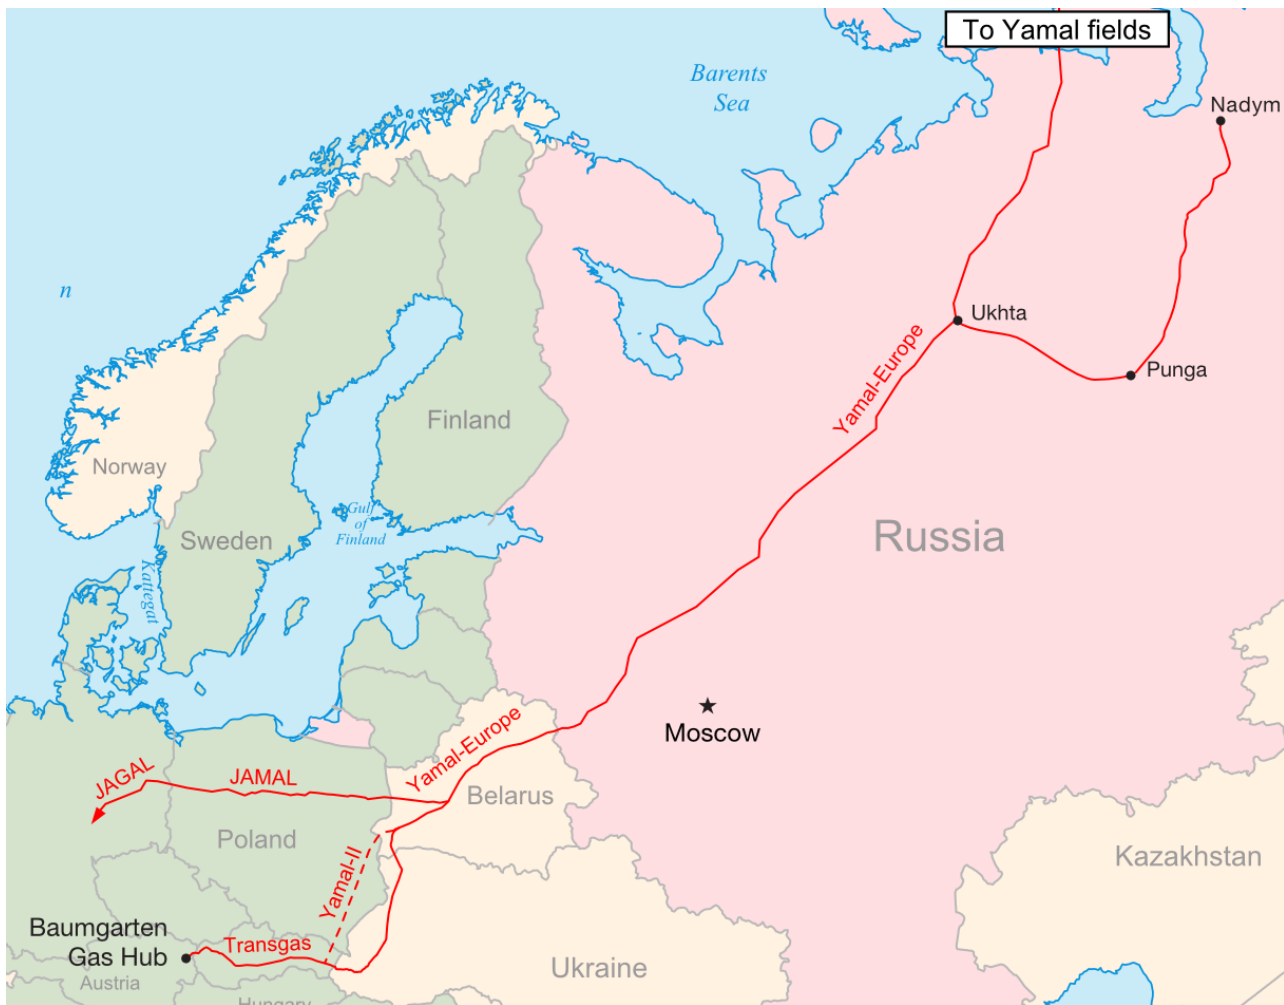 To Yamal fields
Barents
Sea
Nadym
n
Ukhta
Punga
Yamal-Europe
Finland
Norway
Gulf
of
Finland
Sweden
Russia
Kattegat
Moscow
Yamal-Europe
JAGAL
JAMAL
Belarus
Poland
Kazakhstan
Yamal-II
Baumgarten
Gas Hub
Transgas
Ukraine
Austria
Hungary